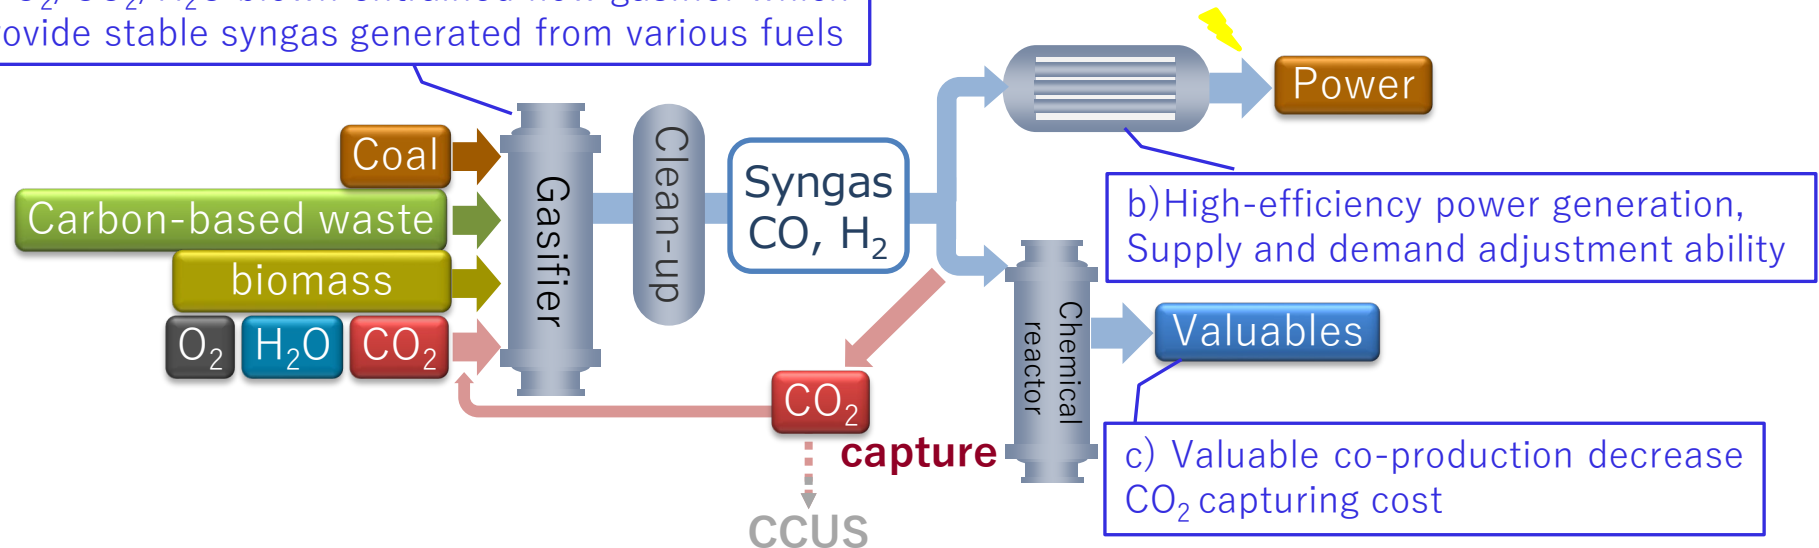 provide stable syngas generated from various fuels
Coal
Carbon-based waste
biomass
O₂
H₂O
CO₂
Gasifier
Clean-up
Syngas
CO, H₂
Power
b)High-efficiency power generation,
Supply and demand adjustment ability
Chemical
reactor
Valuables
CO₂
capture
CCUS
c) Valuable co-production decrease
CO₂ capturing cost